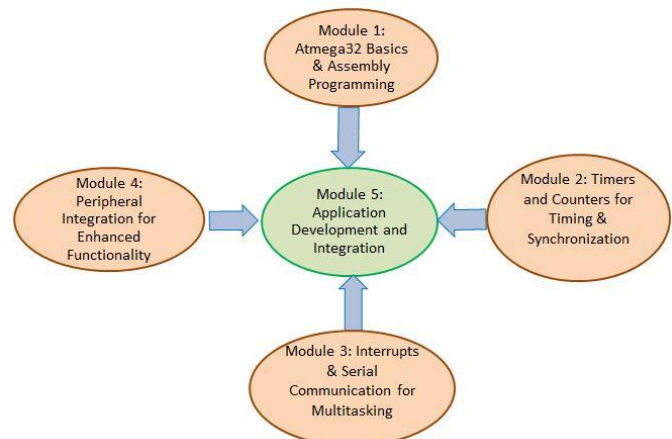 Module 1:
Atmega32 Basics
& Assembly
Programming
Module 4:
Peripheral
Integration for
Enhanced
Functionality
Module 5:
Application
Development and
Integration
Module 2: Timers
and Counters for
Timing &
Synchronization
Module 3: Interrupts
& Serial
Communication for
Multitasking